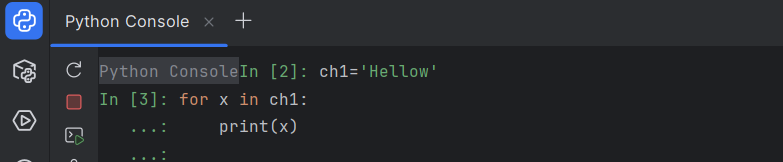 Python Console
Python ConsoleIn [2]: ch1='Hellow'
In [3]: for x in ch1:
   ...:     print(x)
   ...: